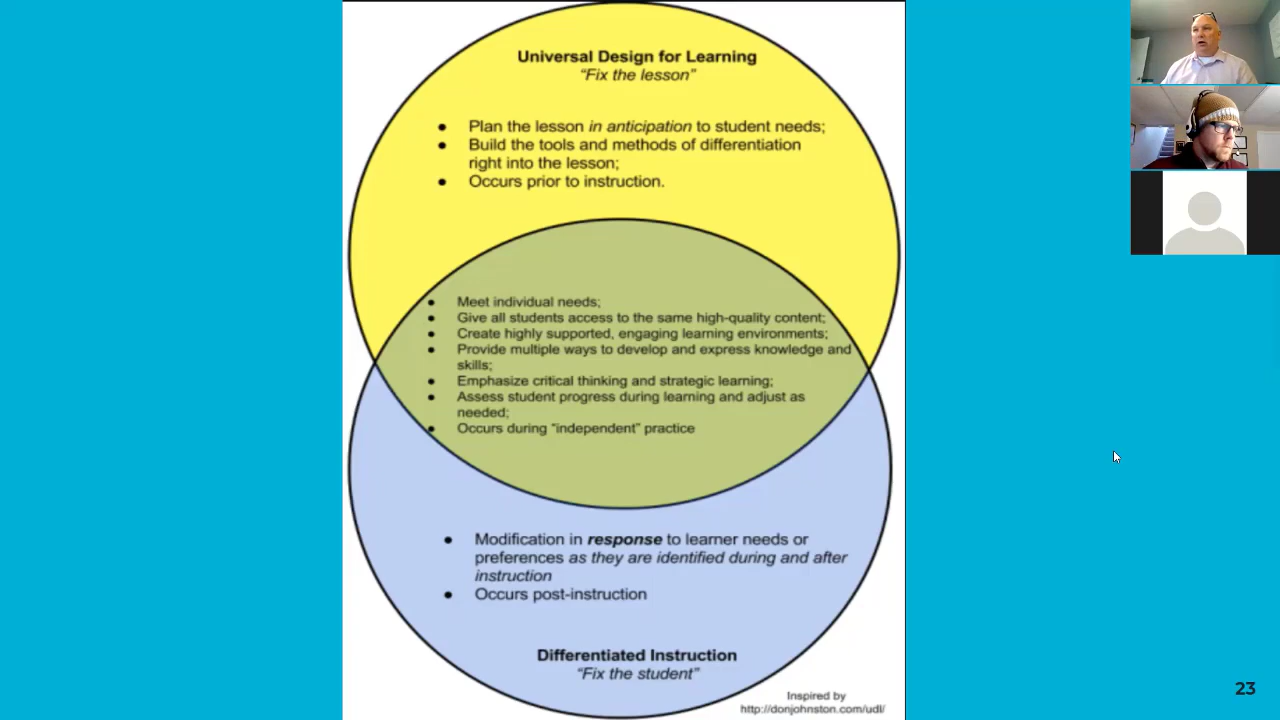 Universal Design for Learning
"Fix the lesson"
● Plan the lesson in anticipation to student needs;
● Build the tools and methods of differentiation
right into the lesson;
● Occurs prior to instruction.
● Meet individual needs;
● Give all students access to the same high-quality content;
● Create highly supported, engaging learning environments;
● Provide multiple ways to develop and express knowledge and
skills;
● Emphasize critical thinking and strategic learning;
● Assess student progress during learning and adjust as
needed;
● Occurs during "independent" practice
● Modification in response to learner needs or
preferences as they are identified during and after
instruction
● Occurs post-instruction
Differentiated Instruction
"Fix the student"
Inspired by
http://donjohnston.com/udl/
23